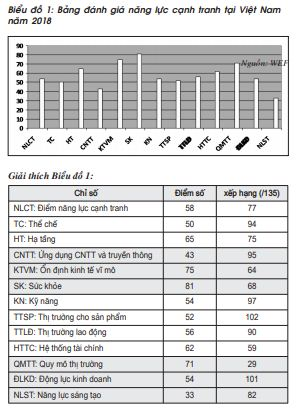 Biểu đồ 1: Bảng đánh giá năng lực cạnh tranh tại Việt Nam
năm 2018
90
80
70
60
50
40
30
20
10
0
Nguồn: WEF
NLCT TC HT CNTT KTVM SK KN TTSP TTLĐ HTTC QMTT ĐLKD NLST
Giải thích Biểu đồ 1:
Chỉ số Điểm số xếp hạng (/135)
NLCT: Điểm năng lực cạnh tranh 58 77
TC: Thể chế 50 94
HT: Hạ tầng 65 75
CNTT: Ứng dụng CNTT và truyền thông 43 95
KTVM: Ổn định kinh tế vĩ mô 75 64
SK: Sức khỏe 81 68
KN: Kỹ năng 54 97
TTSP: Thị trường cho sản phẩm 52 102
TTLĐ: Thị trường lao động 56 90
HTTC: Hệ thống tài chính 62 59
QMTT: Quy mô thị trường 71 29
ĐLKD: Động lực kinh doanh 54 101
NLST: Năng lực sáng tạo 33 82